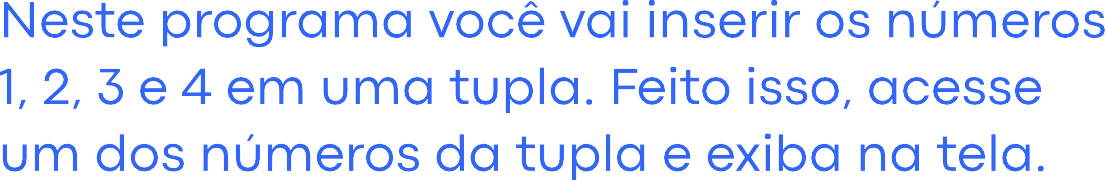 Neste programa você vai inserir os números
1, 2, 3 e 4 em uma tupla. Feito isso, acesse
um dos números da tupla e exiba na tela.